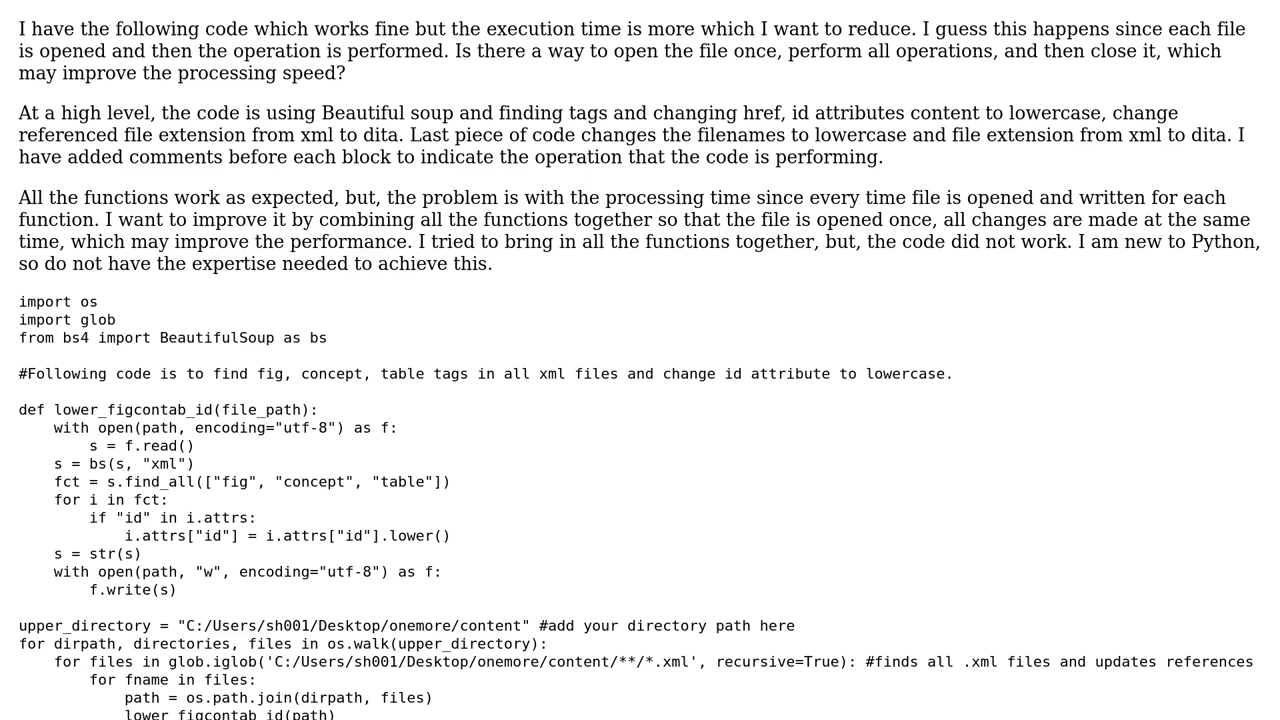 I have the following code which works fine but the execution time is more which I want to reduce. I guess this happens since each file
is opened and then the operation is performed. Is there a way to open the file once, perform all operations, and then close it, which
may improve the processing speed?
At a high level, the code is using Beautiful soup and finding tags and changing href, id attributes content to lowercase, change
referenced file extension from xml to dita. Last piece of code changes the filenames to lowercase and file extension from xml to dita. I
have added comments before each block to indicate the operation that the code is performing.
All the functions work as expected, but, the problem is with the processing time since every time file is opened and written for each
function. I want to improve it by combining all the functions together so that the file is opened once, all changes are made at the same
time, which may improve the performance. I tried to bring in all the functions together, but, the code did not work. I am new to Python,
so do not have the expertise needed to achieve this.
import os
import glob
from bs4 import BeautifulSoup as bs
#Following code is to find fig, concept, table tags in all xml files and change id attribute to lowercase.
def lower_figcontab_id(file_path):
    with open(path, encoding="utf-8") as f:
        s = f.read()
    s = bs(s, "xml")
    fct = s.find_all(["fig", "concept", "table"])
    for i in fct:
        if "id" in i.attrs:
            i.attrs["id"] = i.attrs["id"].lower()
    s = str(s)
    with open(path, "w", encoding="utf-8") as f:
        f.write(s)
upper_directory = "C:/Users/sh001/Desktop/onemore/content" #add your directory path here
for dirpath, directories, files in os.walk(upper_directory):
    for files in glob.iglob('C:/Users/sh001/Desktop/onemore/content/**/*.xml', recursive=True): #finds all .xml files and updates references
        for fname in files:
            path = os.path.join(dirpath, files)
            lower_figcontab_id(path)